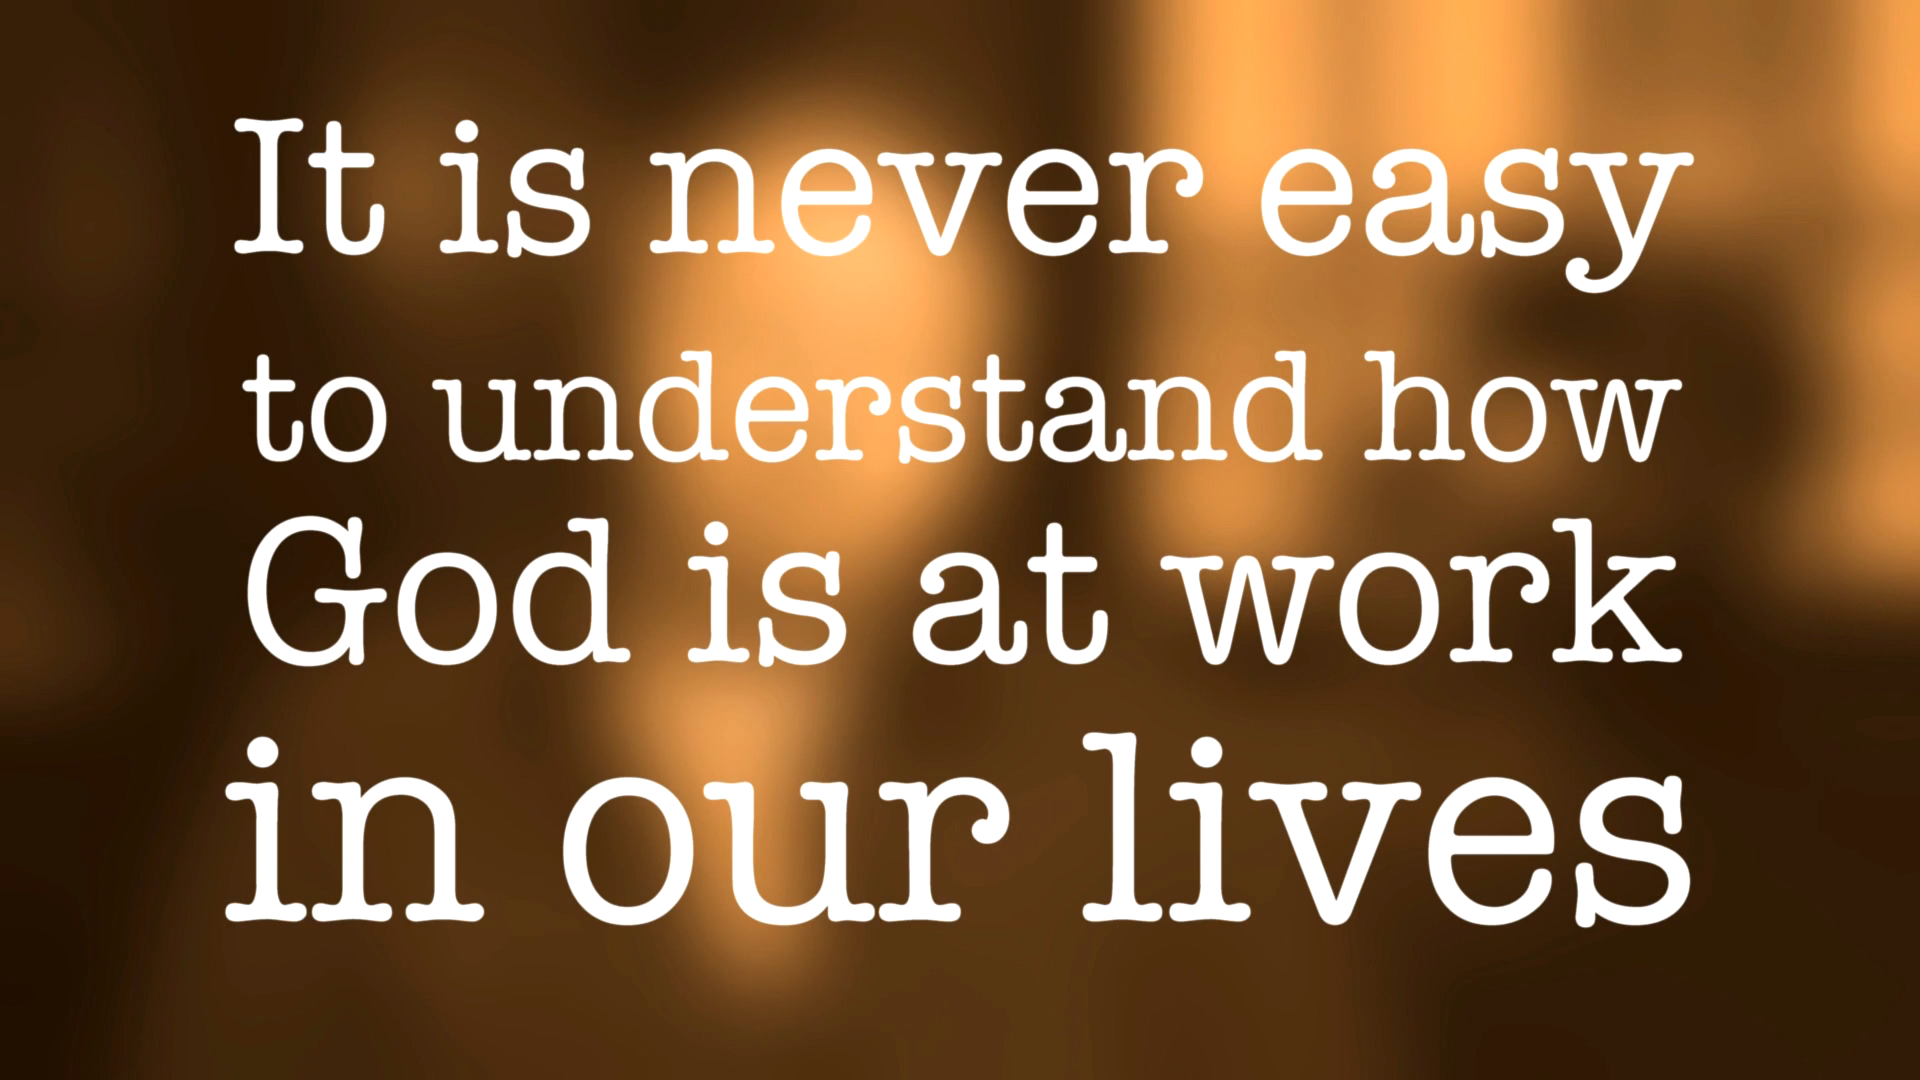 It is never easy
to understand how
God is at work
in our lives